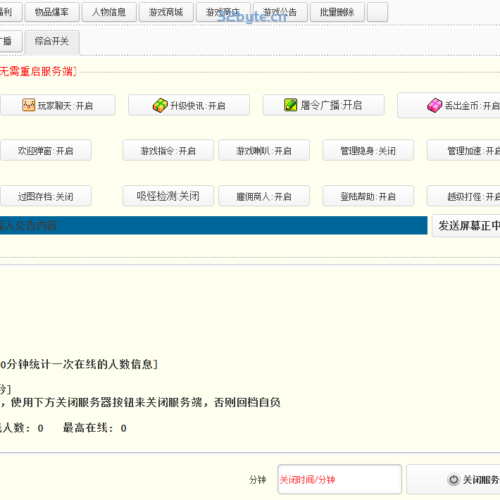 福利 物品爆率 人物信息 游戏商城 游戏商店 游戏公告 批量删除
52byte.cn
广播 综合开关
无需重启服务端]
玩家聊天:开启 升级快讯:开启 屠令广播:开启 丢出金币:开启
欢迎弹窗:开启 游戏指令:开启 游戏喇叭:开启 管理隐身:关闭 管理加速:开启
过图存档:关闭 吸怪检测:关闭 雇佣商人:开启 登陆帮助:开启 越级打怪:开启
输入公告内容 发送屏幕正中
0分钟统计一次在线的人数信息]
秒]
,使用下方关闭服务器按钮来关闭服务端,否则回档自负
线人数: 0 最高在线: 0
分钟 关闭时间/分钟 关闭服务